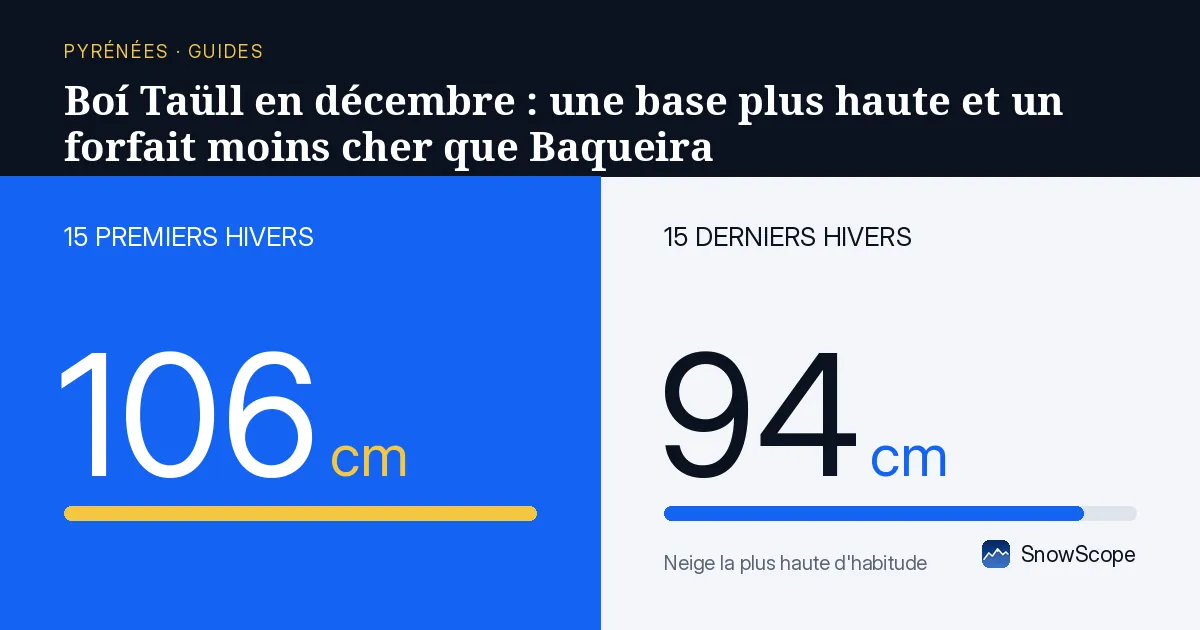 PYRÉNÉES · GUIDES
Boí Taüll en décembre : une base plus haute et un
forfait moins cher que Baqueira
15 PREMIERS HIVERS
106 cm
15 DERNIERS HIVERS
94 cm
Neige la plus haute d'habitude
SnowScope